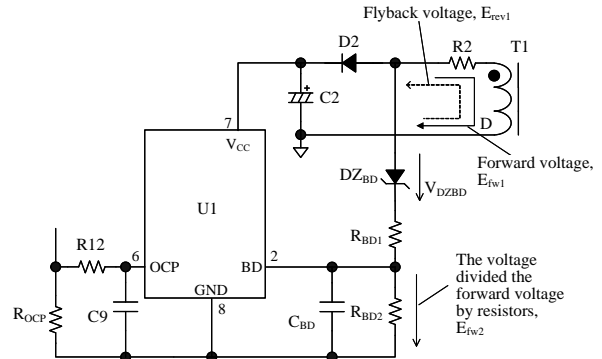 Flyback voltage, Erev1
D2
R2
T1
C2
+
7
VCC
D
Forward voltage,
Efw1
DZBD
VDZBD
U1
RBD1
R12
6
OCP
BD
2
GND
8
ROCP
C9
CBD
RBD2
The voltage
divided the
forward voltage
by resistors,
Efw2